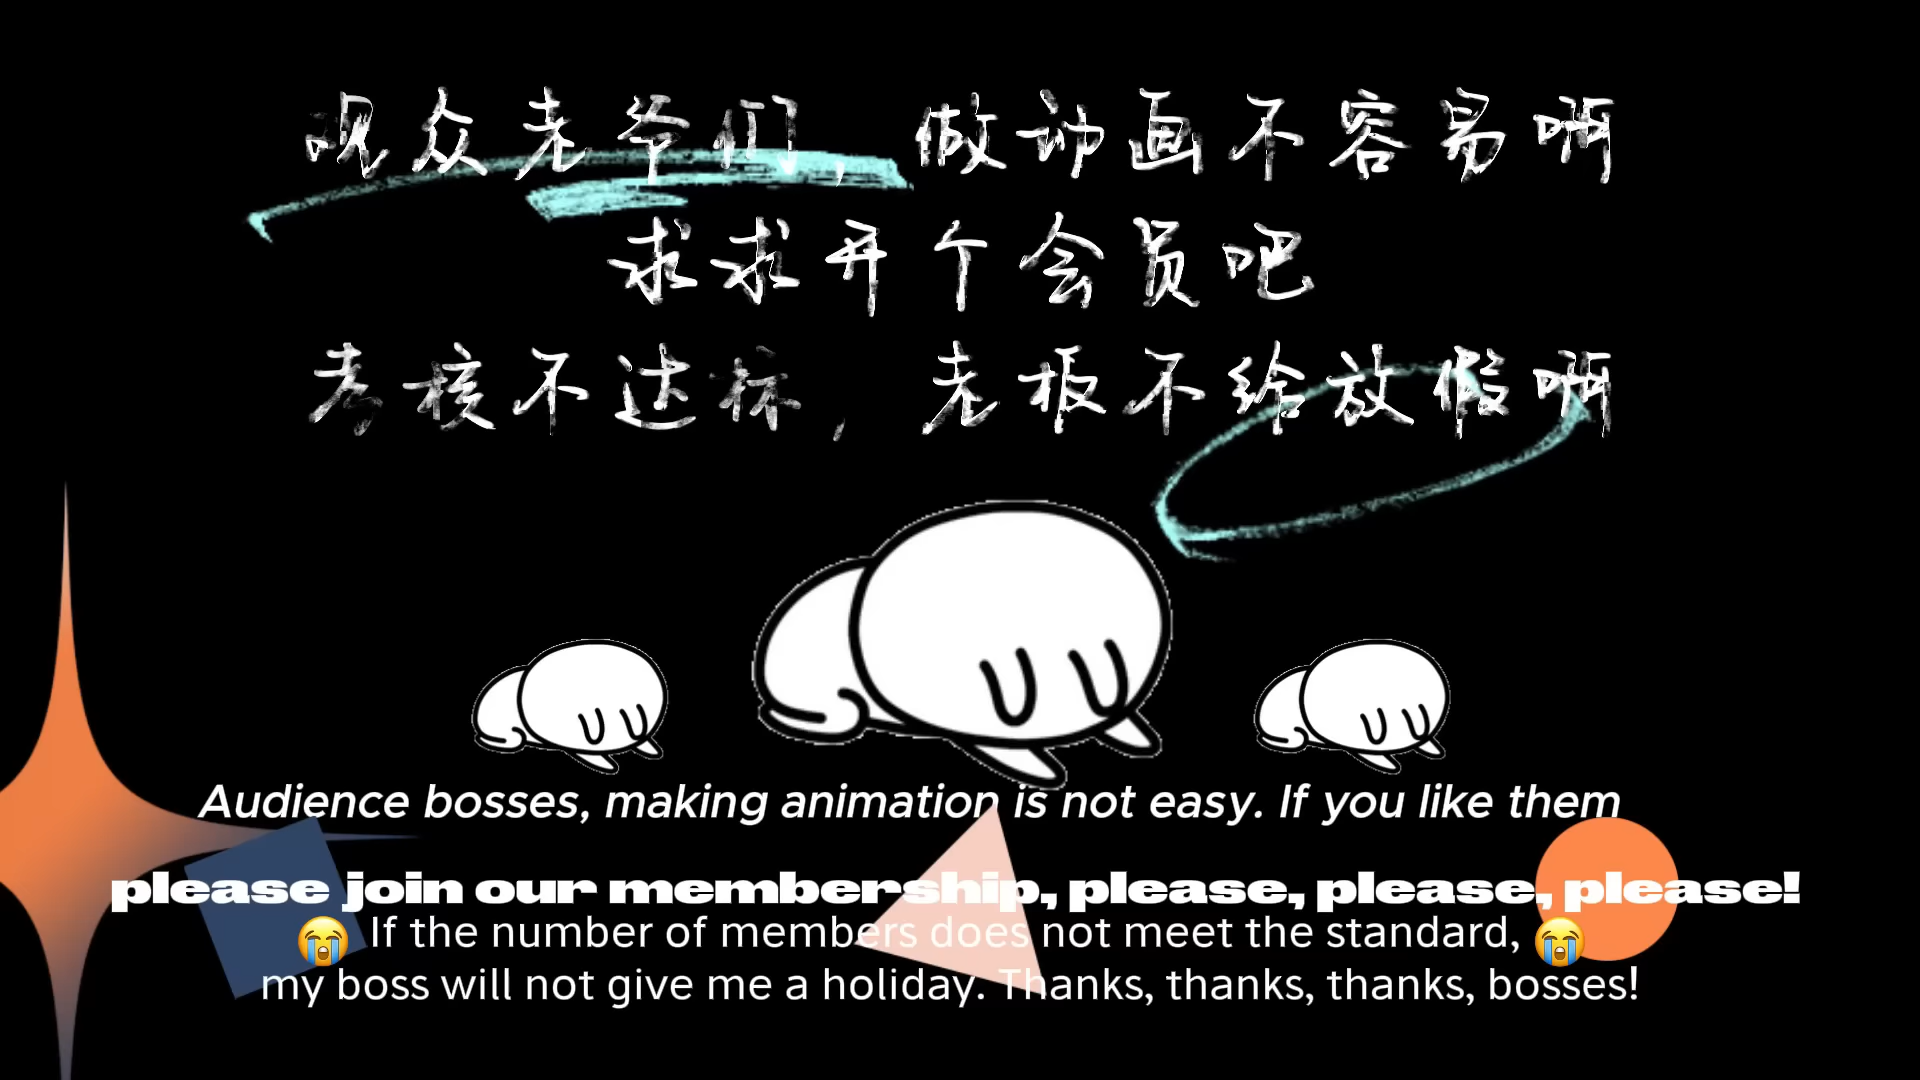 观众老爷们，做动画不容易啊
求求开个会员吧
考核不达标，老板不给放假啊
Audience bosses, making animation is not easy. If you like them
please join our membership, please, please, please!
😭 If the number of members does not meet the standard, 😭
my boss will not give me a holiday. Thanks, thanks, thanks, bosses!